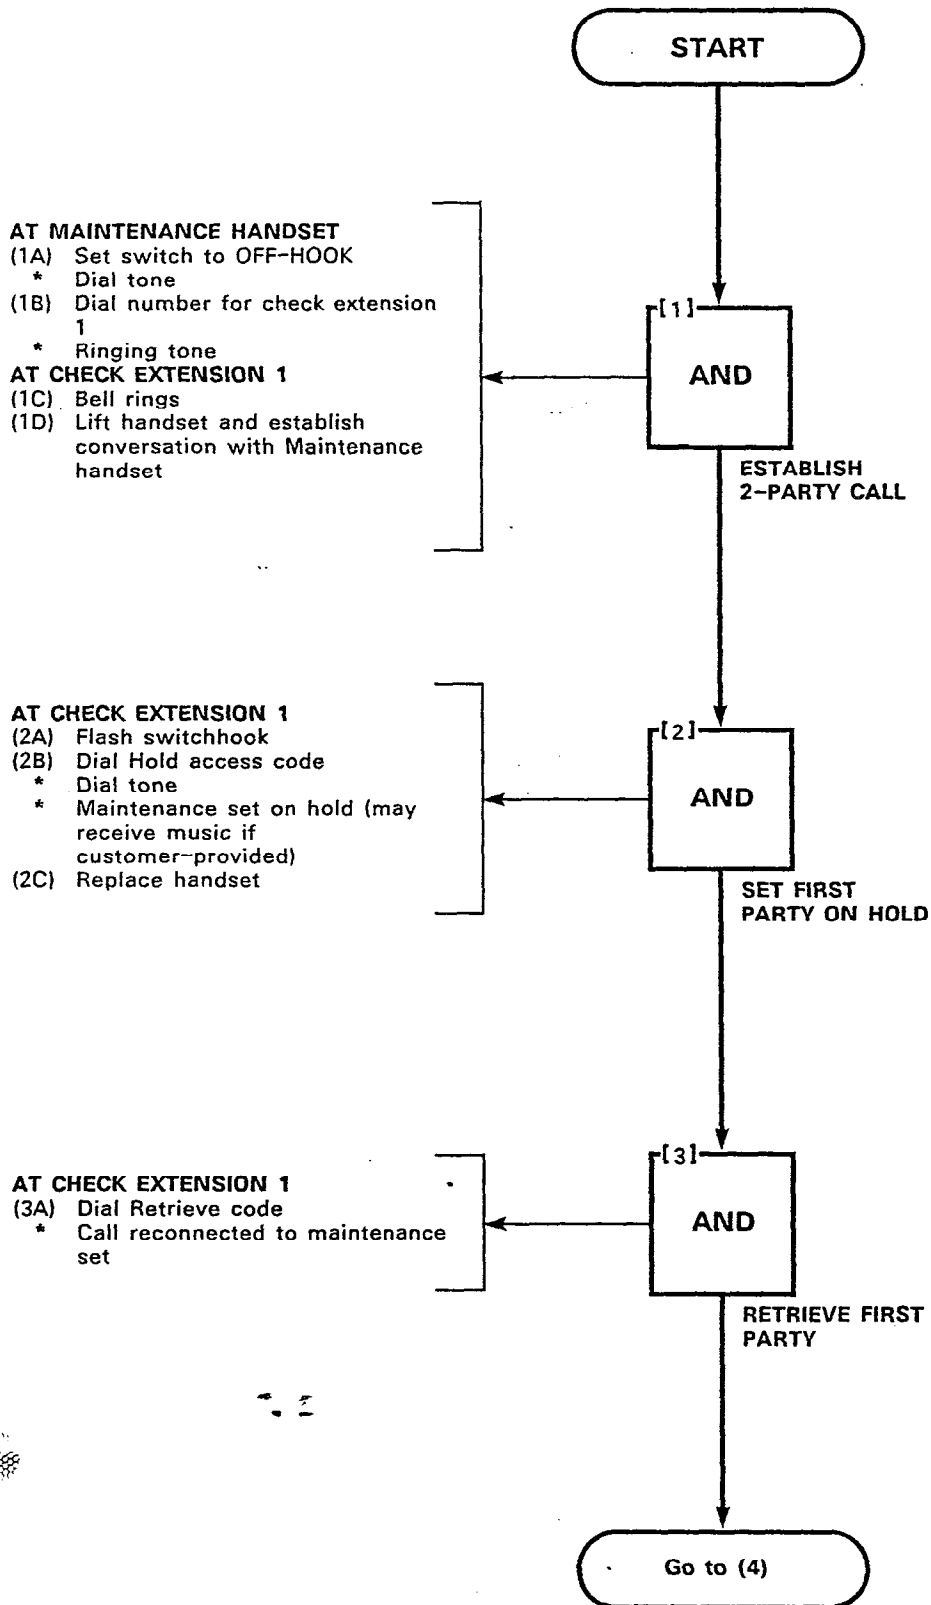 START
AT MAINTENANCE HANDSET
(1A) Set switch to OFF-HOOK
* Dial tone
(1B) Dial number for check extension
1
* Ringing tone
AT CHECK EXTENSION 1
(1C) Bell rings
(1D) Lift handset and establish
conversation with Maintenance
handset
[1]
AND
ESTABLISH
2-PARTY CALL
AT CHECK EXTENSION 1
(2A) Flash switchhook
(2B) Dial Hold access code
* Dial tone
* Maintenance set on hold (may
receive music if
customer-provided)
(2C) Replace handset
[2]
AND
SET FIRST
PARTY ON HOLD
AT CHECK EXTENSION 1
(3A) Dial Retrieve code
* Call reconnected to maintenance
set
[3]
AND
RETRIEVE FIRST
PARTY
Go to (4)